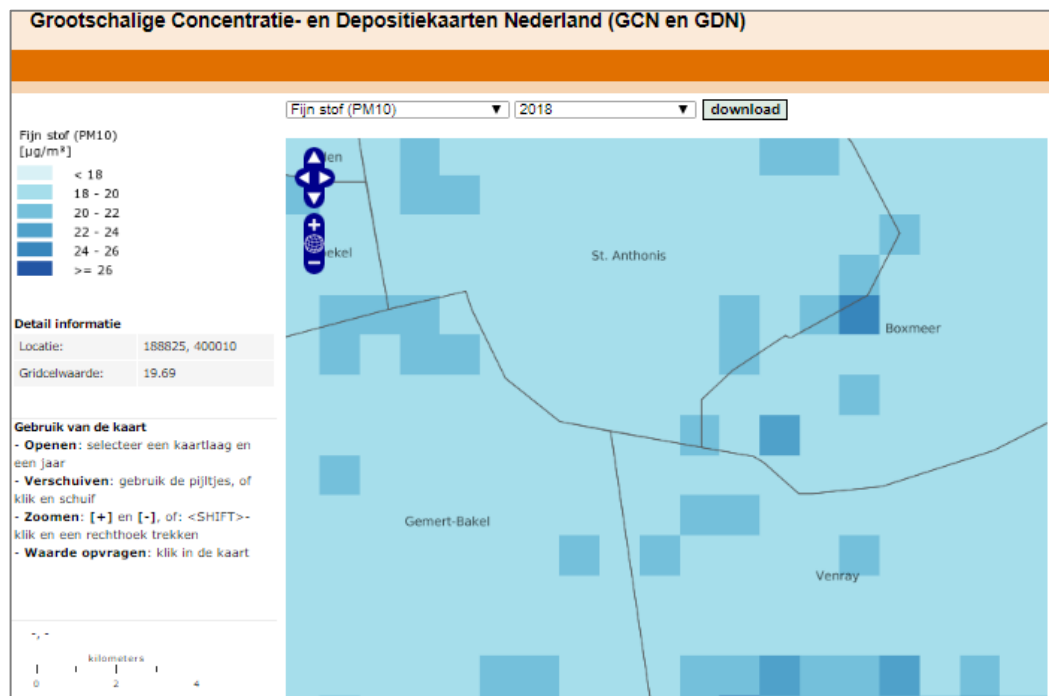 Grootschalige Concentratie- en Depositiekaarten Nederland (GCN en GDN)
Fijn stof (PM10) ▼ 2018 ▼ download
Fijn stof (PM10)
[µg/m³]
< 18
18 - 20
20 - 22
22 - 24
24 - 26
>= 26
St. Anthonis
Boxmeer
Gemert-Bakel
Venray
Detail informatie
Locatie: 188825, 400010
Gridcelwaarde: 19.69
Gebruik van de kaart
- Openen: selecteer een kaartlaag en
een jaar
- Verschuiven: gebruik de pijltjes, of
klik en schuif
- Zoomen: [+] en [-], of: <SHIFT>-
klik en een rechthoek trekken
- Waarde opvragen: klik in de kaart
-, -
kilometers
0 2 4